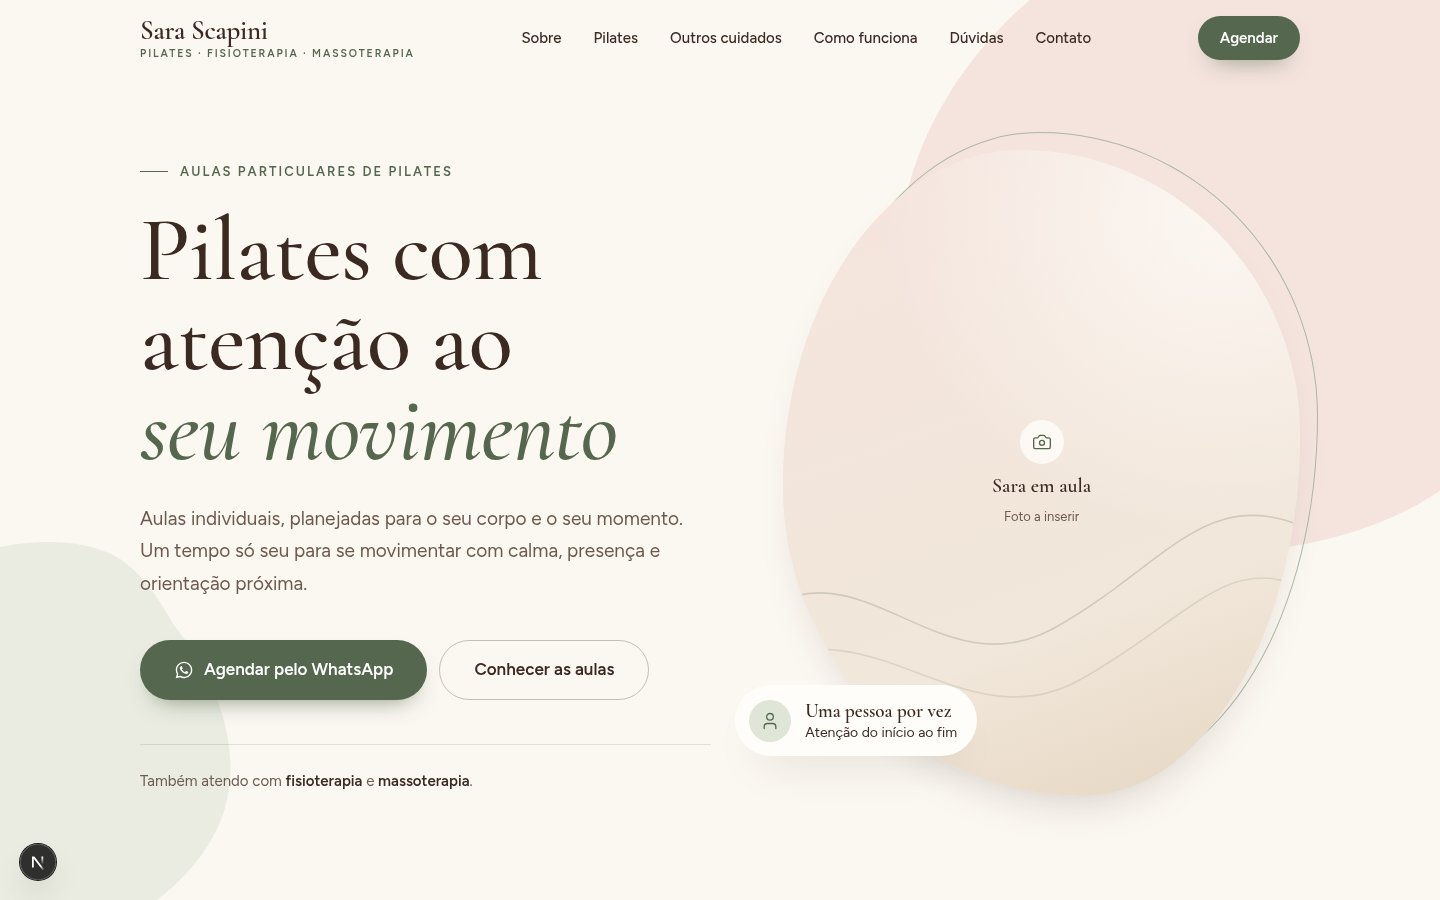 Sara Scapini
PILATES · FISIOTERAPIA · MASSOTERAPIA
Sobre
Pilates
Outros cuidados
Como funciona
Dúvidas
Contato
Agendar
AULAS PARTICULARES DE PILATES
Pilates com
atenção ao
seu movimento
Aulas individuais, planejadas para o seu corpo e o seu momento.
Um tempo só seu para se movimentar com calma, presença e
orientação próxima.
Agendar pelo WhatsApp
Conhecer as aulas
Também atendo com fisioterapia e massoterapia.
Sara em aula
Foto a inserir
Uma pessoa por vez
Atenção do início ao fim
N